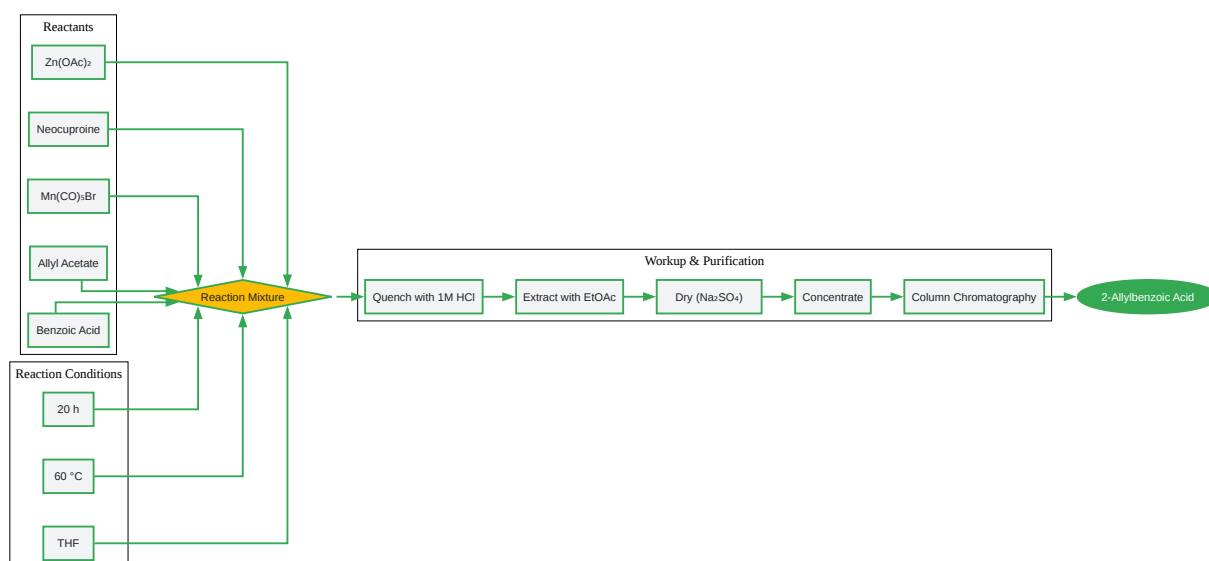 Reactants
Zn(OAc)₂
Neocuproine
Mn(CO)₅Br
Allyl Acetate
Benzoic Acid
Reaction Conditions
20 h
60 °C
THF
Reaction Mixture
Workup & Purification
Quench with 1M HCl
Extract with EtOAc
Dry (Na₂SO₄)
Concentrate
Column Chromatography
2-Allylbenzoic Acid